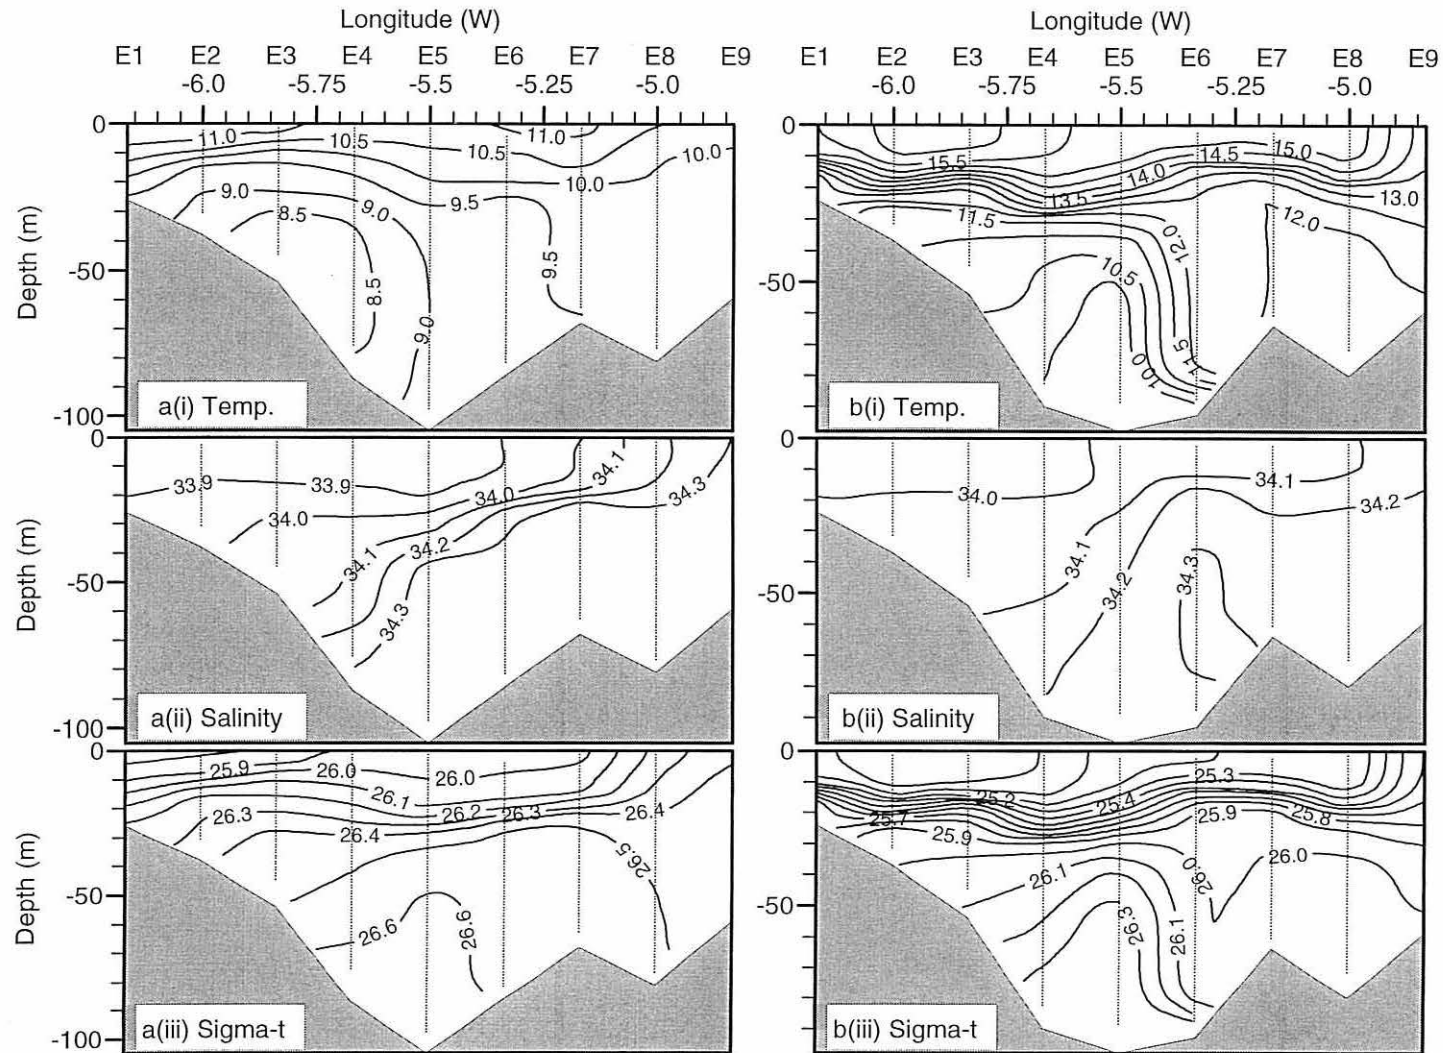 Longitude (W)
E1 E2 E3 E4 E5 E6 E7 E8 E9
-6.0 -5.75 -5.5 -5.25 -5.0
Depth (m)
0
-50
-100
11.0 10.5 10.5 11.0 10.0 10.0
9.0 9.0 9.5 9.5
8.5 8.5 9.0
a(i) Temp.
Longitude (W)
E1 E2 E3 E4 E5 E6 E7 E8 E9
-6.0 -5.75 -5.5 -5.25 -5.0
0
-50
15.5 14.5 15.0
13.5 14.0 13.0
11.5 12.0 12.0
10.5 10.0 11.5
b(i) Temp.
Depth (m)
0
-50
-100
33.9 33.9 34.0 34.1 34.3
34.0 34.1 34.2 34.3
a(ii) Salinity
0
-50
34.0 34.1 34.2
34.1 34.2 34.3
b(ii) Salinity
Depth (m)
0
-50
-100
25.9 26.0 26.0
26.1 26.2 26.3 26.4
26.3 26.4 26.5
26.6 26.6
a(iii) Sigma-t
0
-50
25.3
25.2 25.4
25.7 25.9 25.9 25.8
26.1 26.0 26.0
26.3 26.1
b(iii) Sigma-t